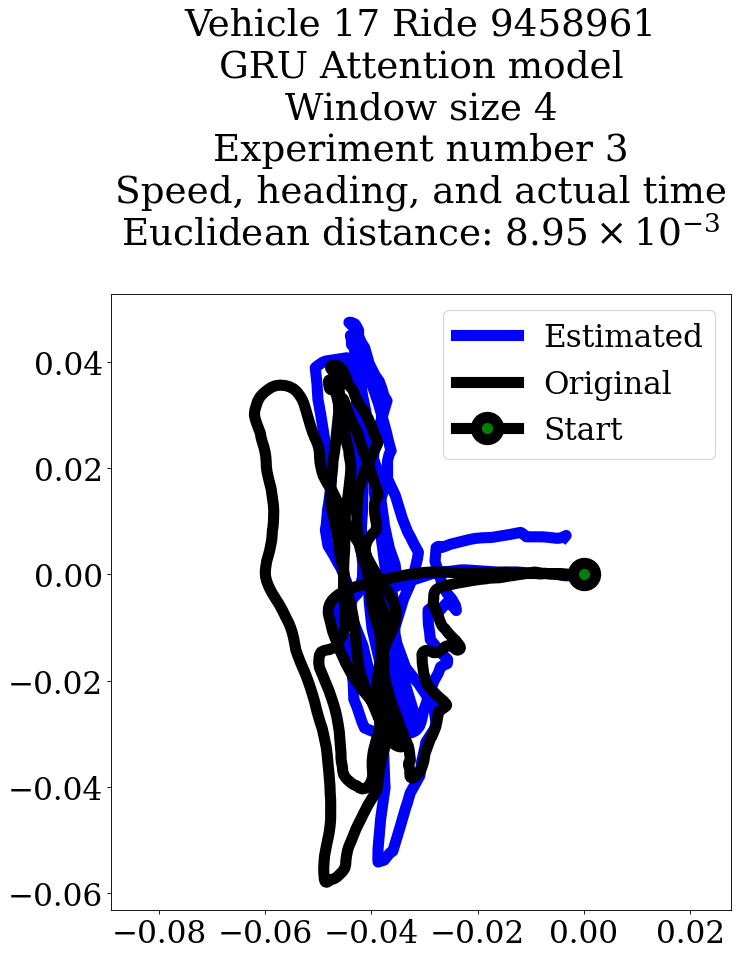 Vehicle 17 Ride 9458961
GRU Attention model
Window size 4
Experiment number 3
Speed, heading, and actual time
Euclidean distance: 8.95 × 10⁻³
Estimated
Original
Start
0.04
0.02
0.00
−0.02
−0.04
−0.06
−0.08 −0.06 −0.04 −0.02 0.00 0.02